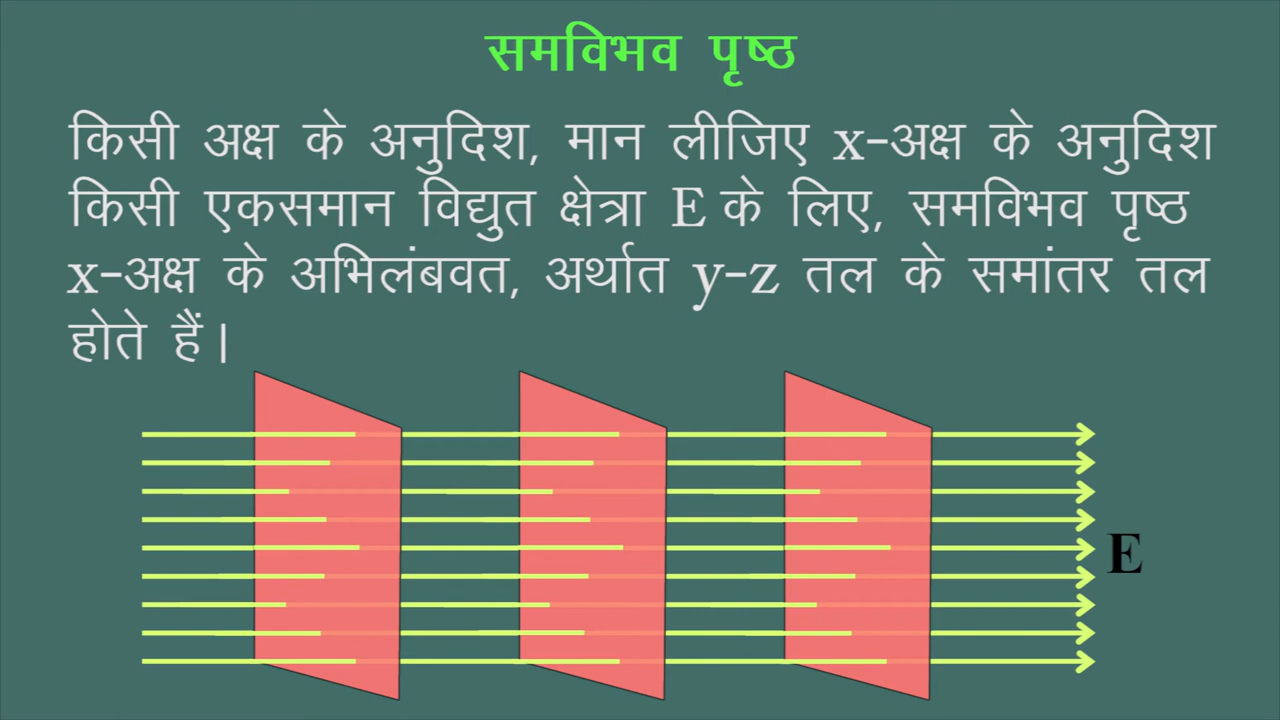 समविभव पृष्ठ
किसी अक्ष के अनुदिश, मान लीजिए x-अक्ष के अनुदिश
किसी एकसमान विद्युत क्षेत्रा E के लिए, समविभव पृष्ठ
x-अक्ष के अभिलंबवत, अर्थात y-z तल के समांतर तल
होते हैं।
E